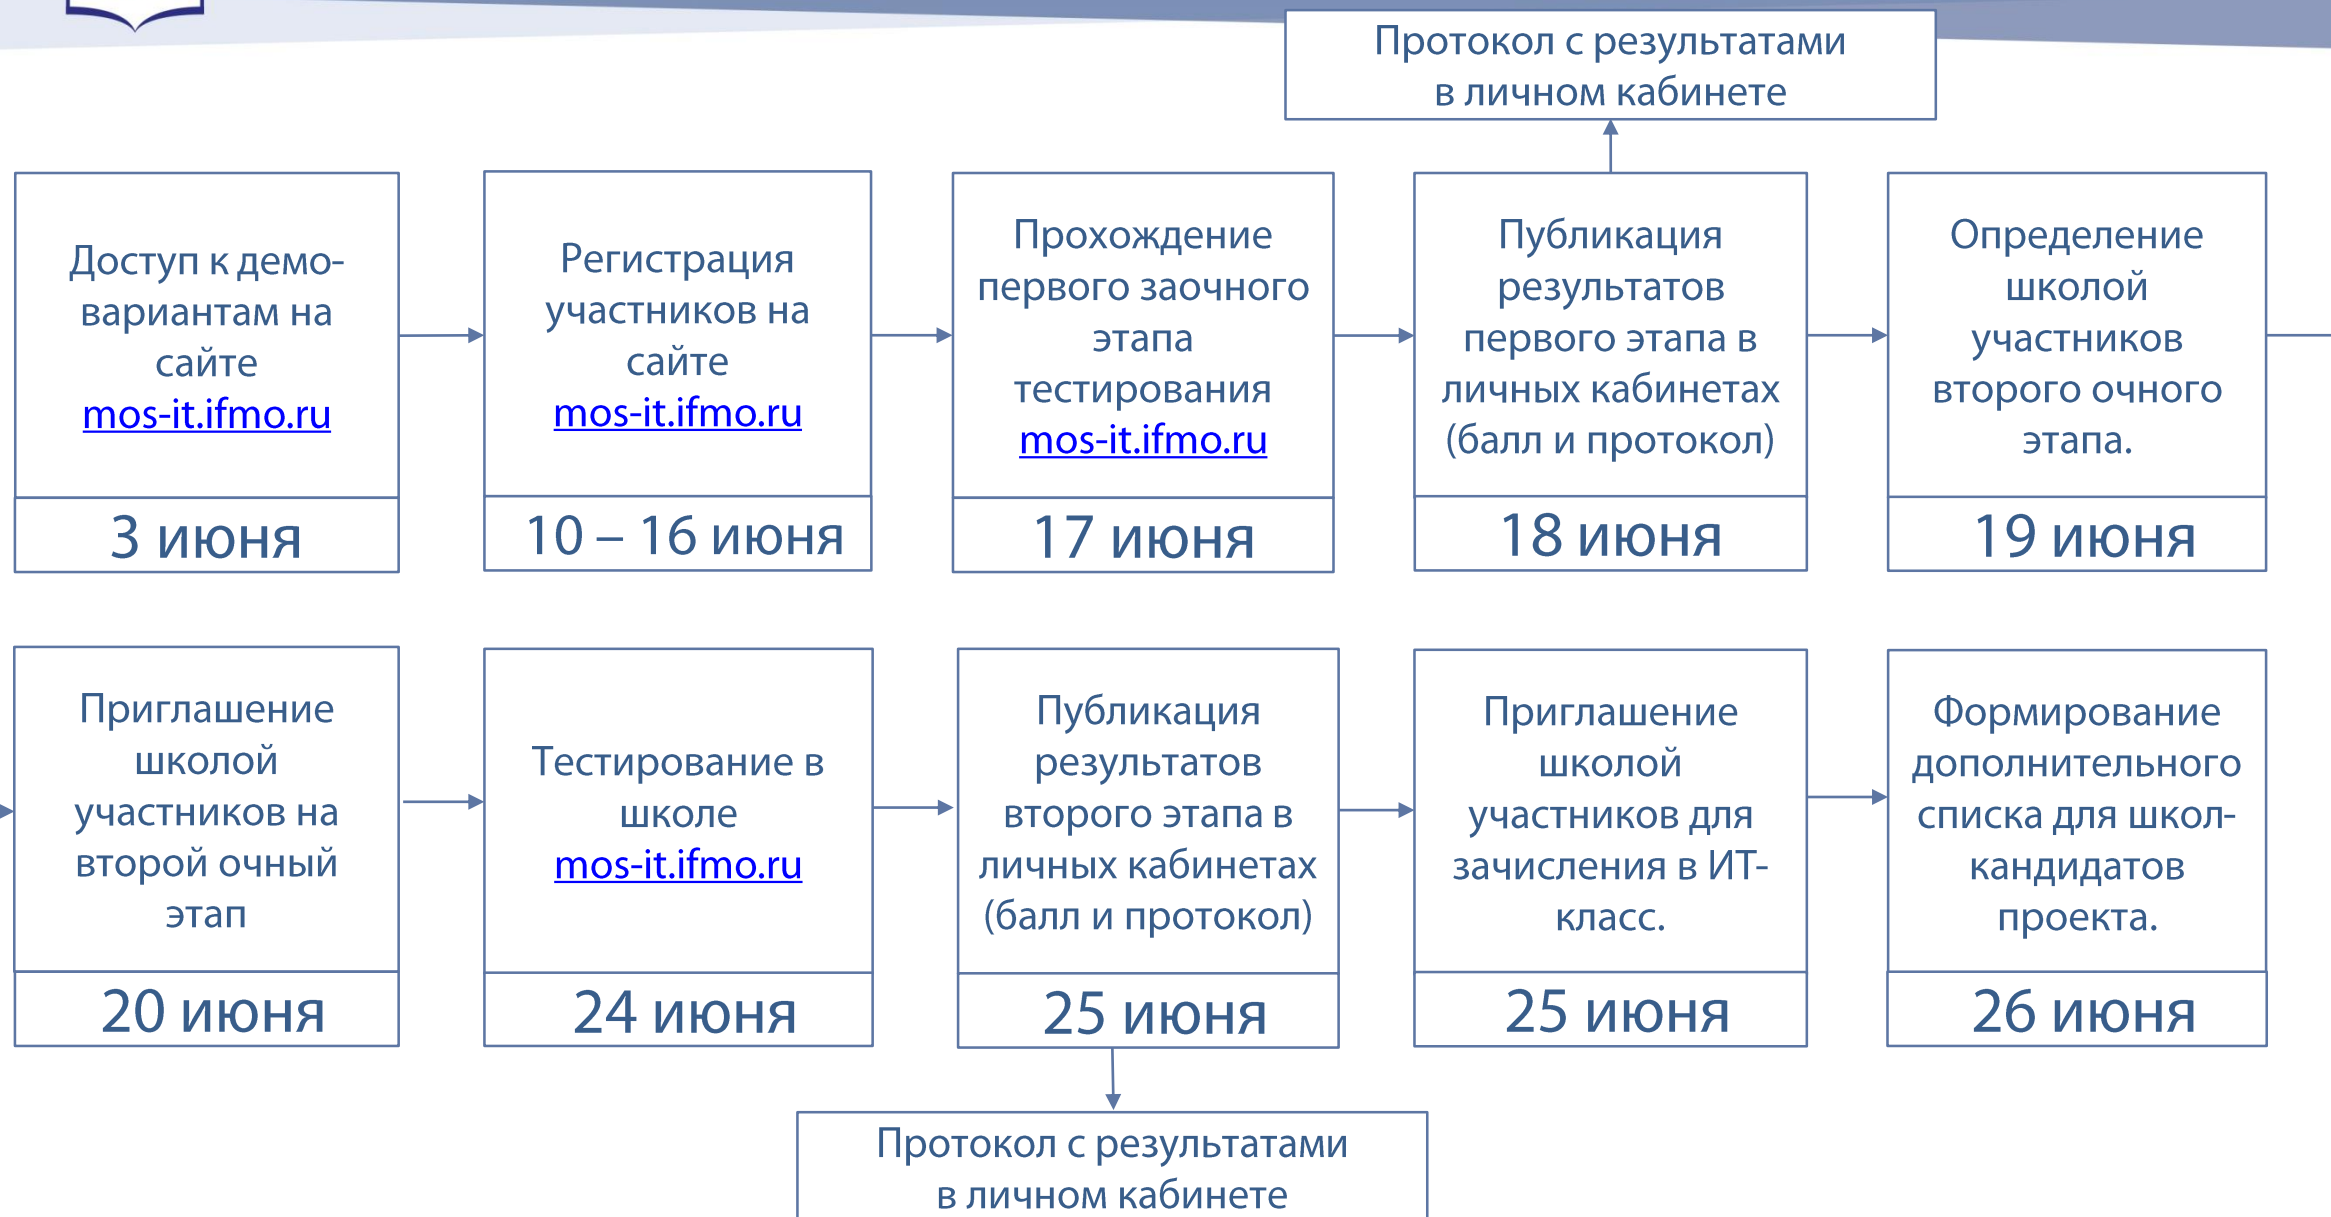 Протокол с результатами
в личном кабинете
Доступ к демо-
вариантам на
сайте
mos-it.ifmo.ru
3 июня
Регистрация
участников на
сайте
mos-it.ifmo.ru
10 – 16 июня
Прохождение
первого заочного
этапа
тестирования
mos-it.ifmo.ru
17 июня
Публикация
результатов
первого этапа в
личных кабинетах
(балл и протокол)
18 июня
Определение
школой
участников
второго очного
этапа.
19 июня
Приглашение
школой
участников на
второй очный
этап
20 июня
Тестирование в
школе
mos-it.ifmo.ru
24 июня
Публикация
результатов
второго этапа в
личных кабинетах
(балл и протокол)
25 июня
Приглашение
школой
участников для
зачисления в ИТ-
класс.
25 июня
Формирование
дополнительного
списка для школ-
кандидатов
проекта.
26 июня
Протокол с результатами
в личном кабинете